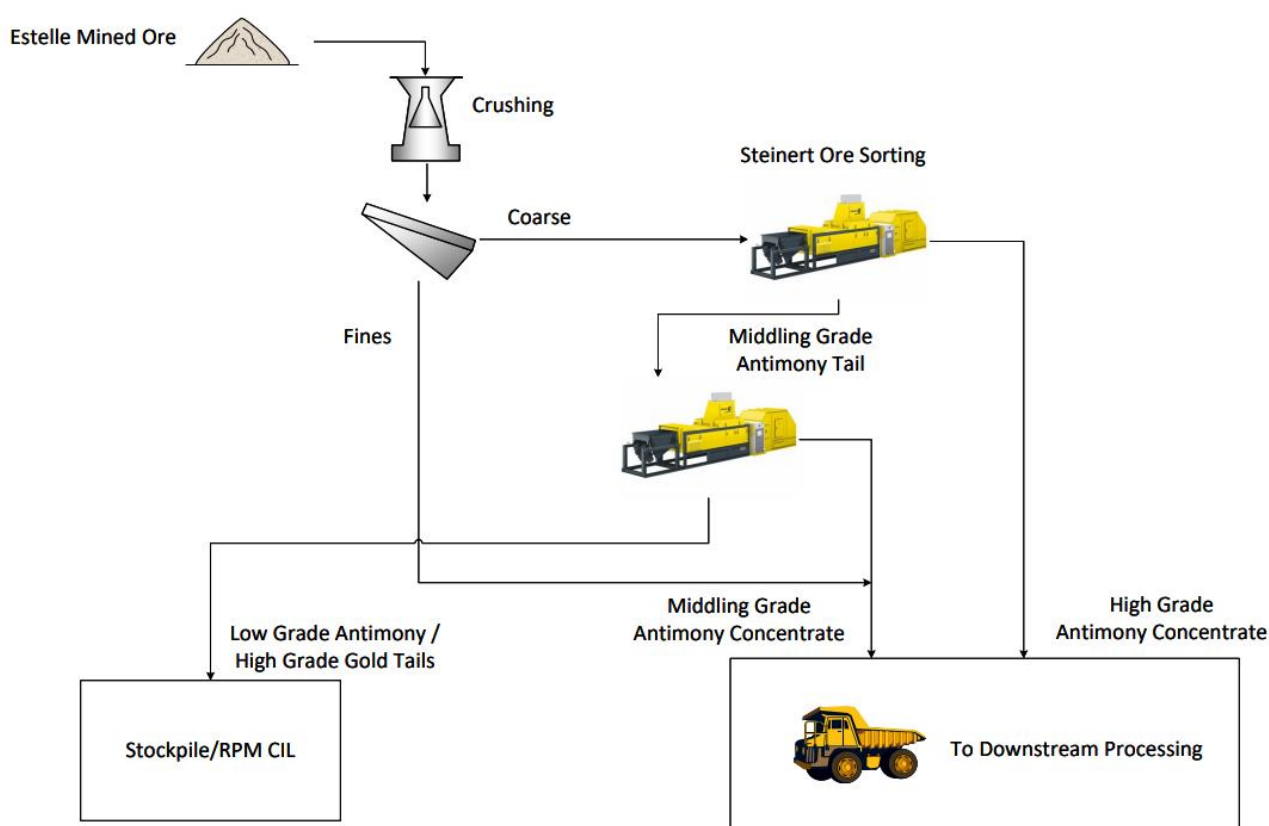 Estelle Mined Ore
Crushing
Steinert Ore Sorting
Coarse
Fines
Middling Grade
Antimony Tail
Middling Grade
Antimony Concentrate
High Grade
Antimony Concentrate
Low Grade Antimony /
High Grade Gold Tails
Stockpile/RPM CIL
To Downstream Processing